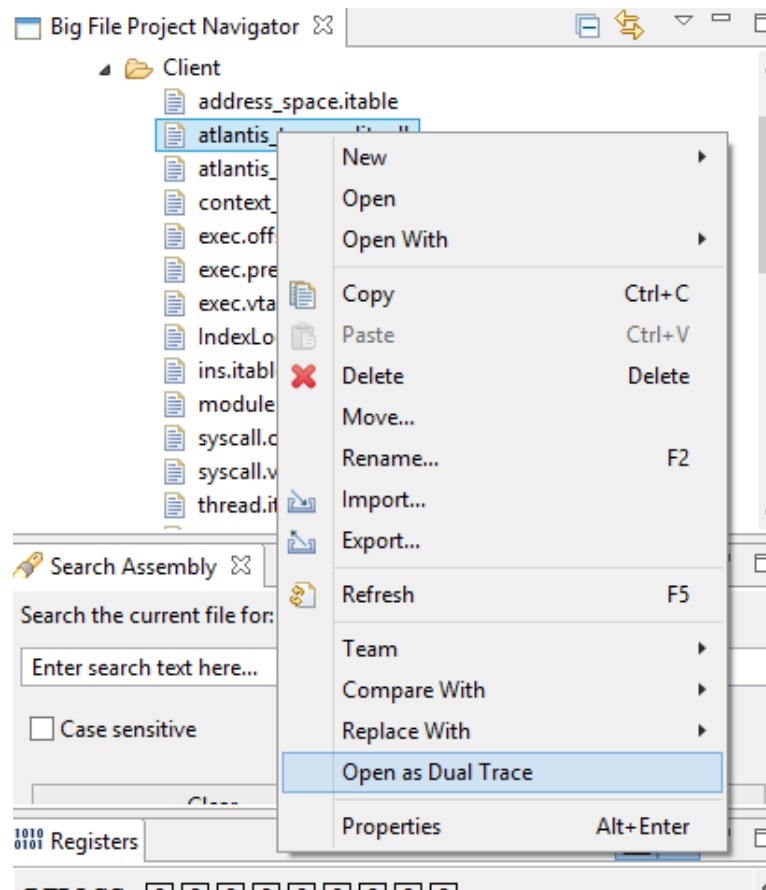 Big File Project Navigator
Client
address_space.itable
atlantis_
atlantis_
context_
exec.off
exec.pre
exec.vta
IndexLo
ins.itabl
module
syscall.o
syscall.v
thread.it
New
Open
Open With
Copy Ctrl+C
Paste Ctrl+V
Delete Delete
Move...
Rename... F2
Import...
Export...
Refresh F5
Team
Compare With
Replace With
Open as Dual Trace
Properties Alt+Enter
Search Assembly
Search the current file for:
Enter search text here...
Case sensitive
Clear
1010
0101 Registers